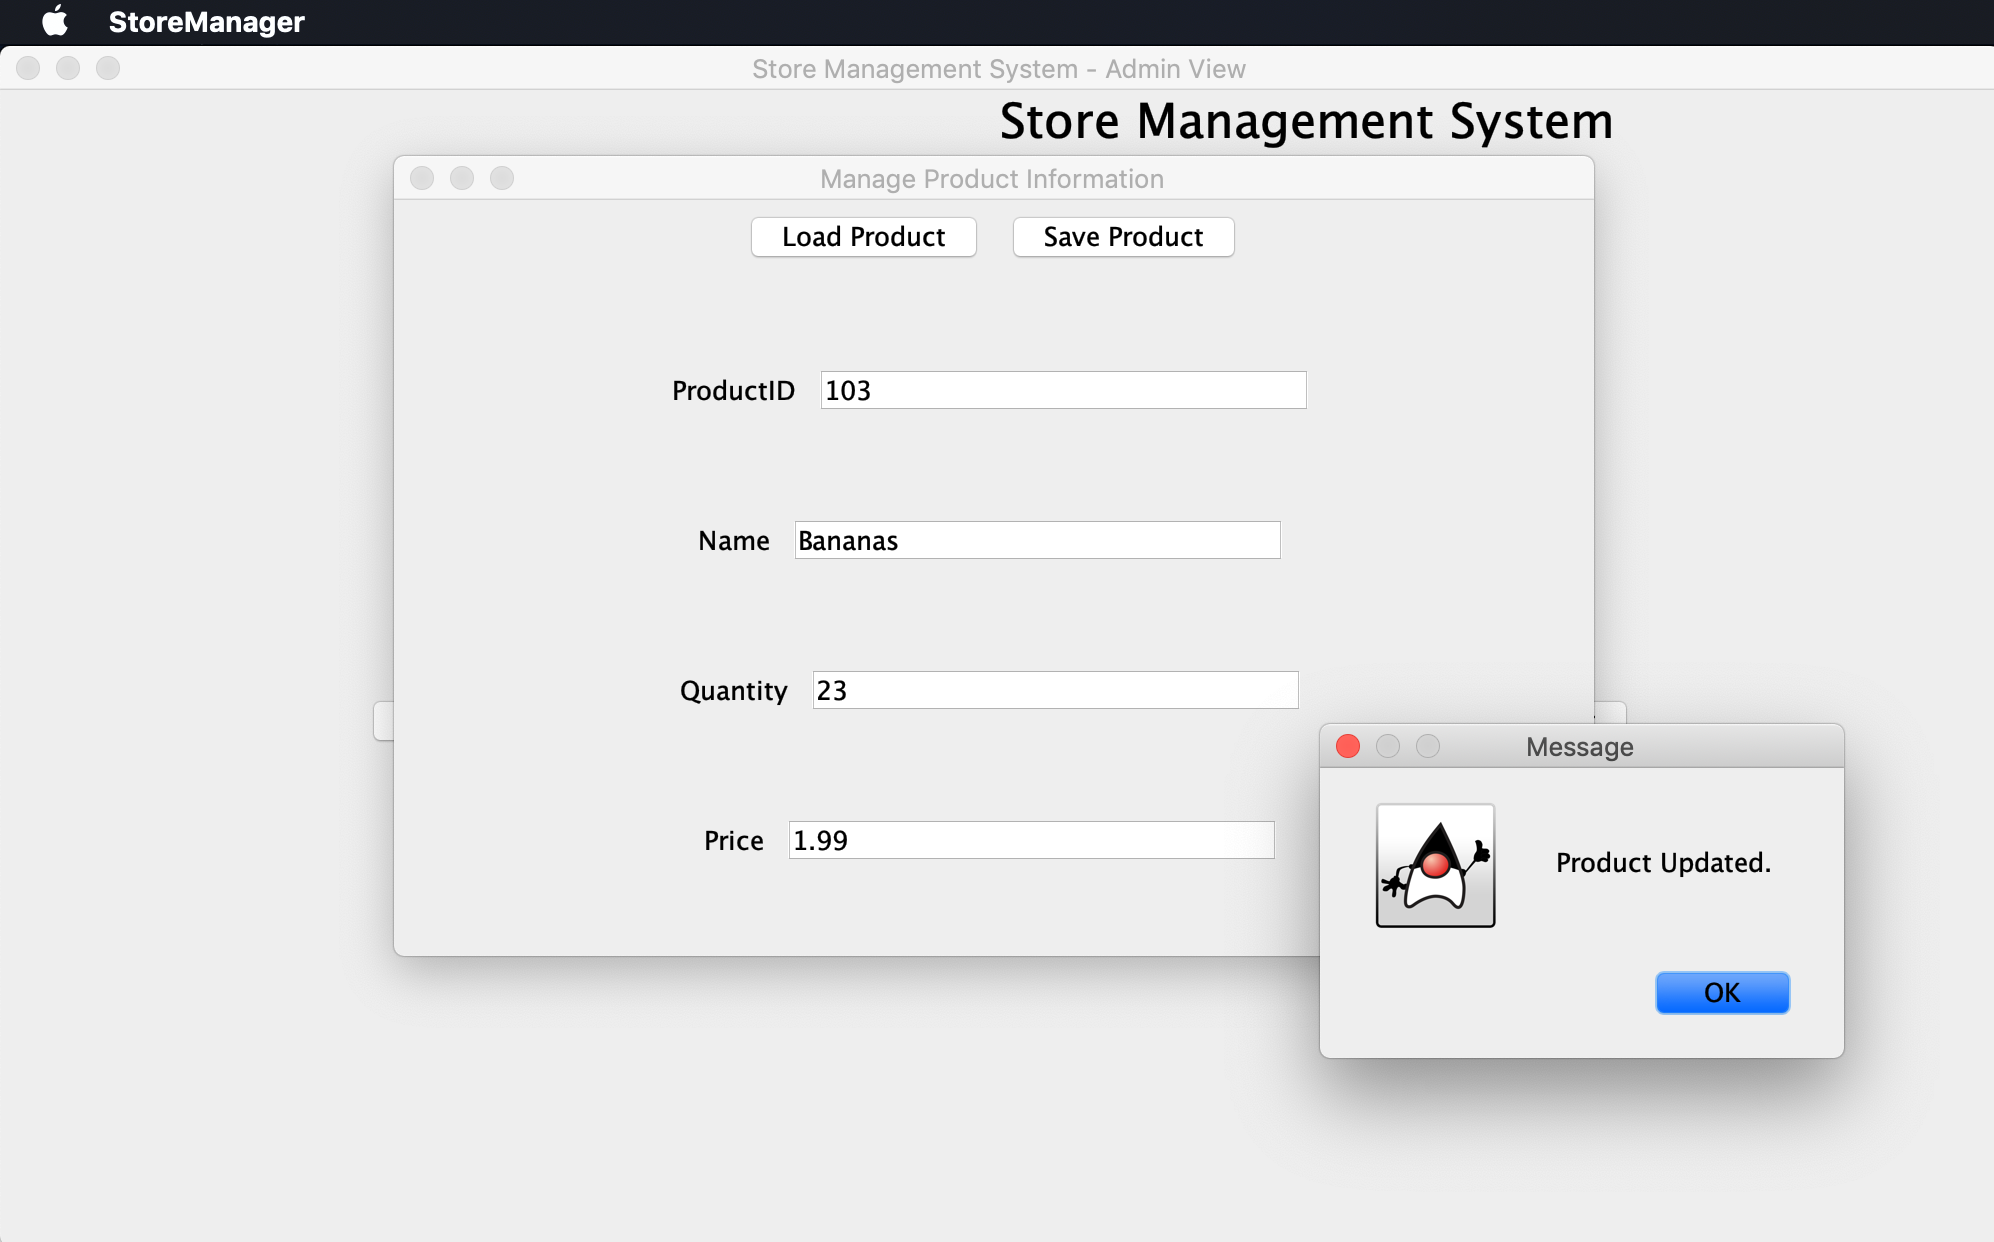 StoreManager
Store Management System - Admin View
Store Management System
Manage Product Information
Load Product
Save Product
ProductID
103
Name
Bananas
Quantity
23
Price
1.99
Message
Product Updated.
OK